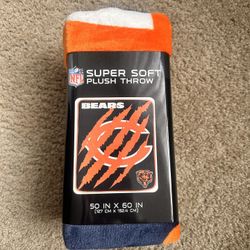 NFL
SUPER SOFT
PLUSH THROW
BEARS
50 IN X 60 IN
(127 CM X 152.4 CM)